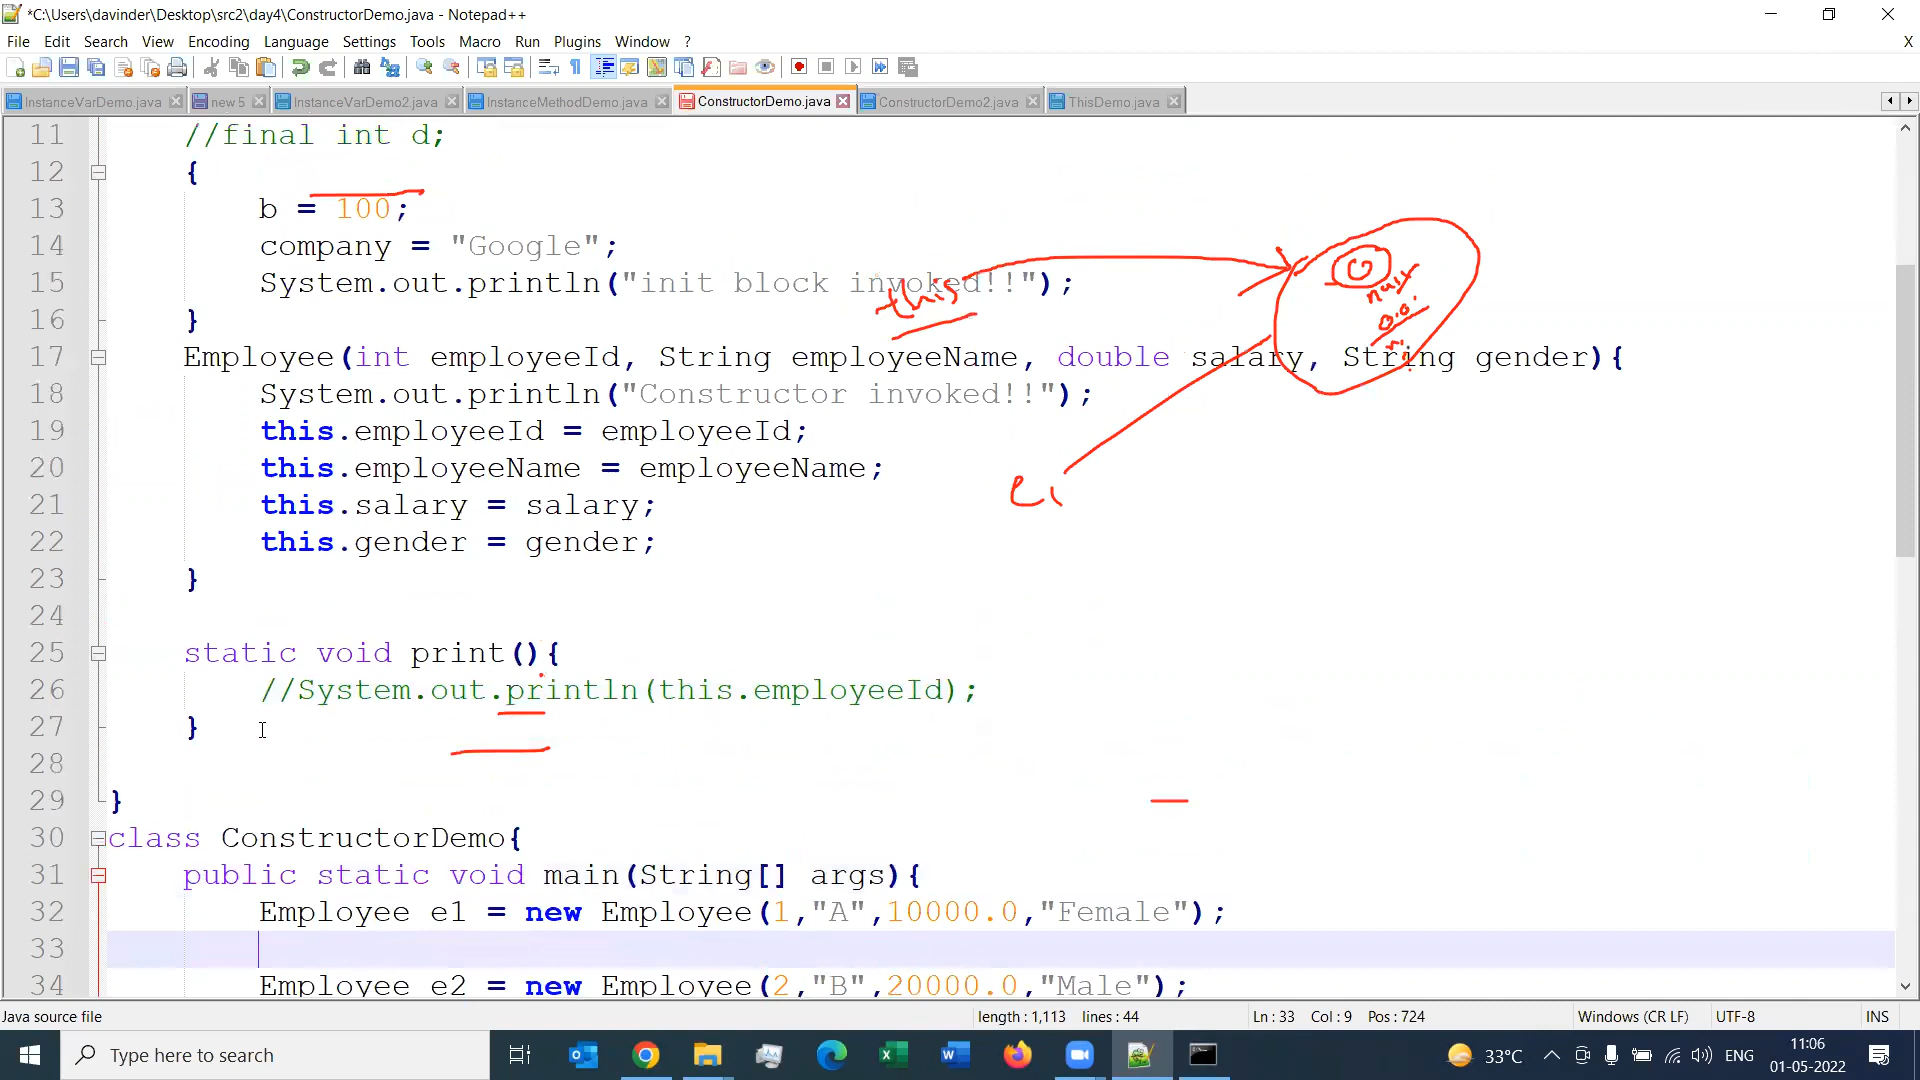 *C:\Users\davinder\Desktop\src2\day4\ConstructorDemo.java - Notepad++
File Edit Search View Encoding Language Settings Tools Macro Run Plugins Window ? X
InstanceVarDemo.java new 5 InstanceVarDemo2.java InstanceMethodDemo.java ConstructorDemo.java ConstructorDemo2.java ThisDemo.java
11 //final int d;
12 {
13 b = 100;
14 company = "Google";
15 System.out.println("init block invoked!!");
16 }
17 Employee(int employeeId, String employeeName, double salary, String gender){
18 System.out.println("Constructor invoked!!");
19 this.employeeId = employeeId;
20 this.employeeName = employeeName;
21 this.salary = salary;
22 this.gender = gender;
23 }
24
25 static void print(){
26 //System.out.println(this.employeeId);
27 }
28
29 }
30 class ConstructorDemo{
31 public static void main(String[] args){
32 Employee e1 = new Employee(1,"A",10000.0,"Female");
33
34 Employee e2 = new Employee(2,"B",20000.0,"Male");
this
null
0.0
e1
Java source file length : 1,113 lines : 44 Ln : 33 Col : 9 Pos : 724 Windows (CR LF) UTF-8 INS
Type here to search 33°C ENG 11:06
01-05-2022